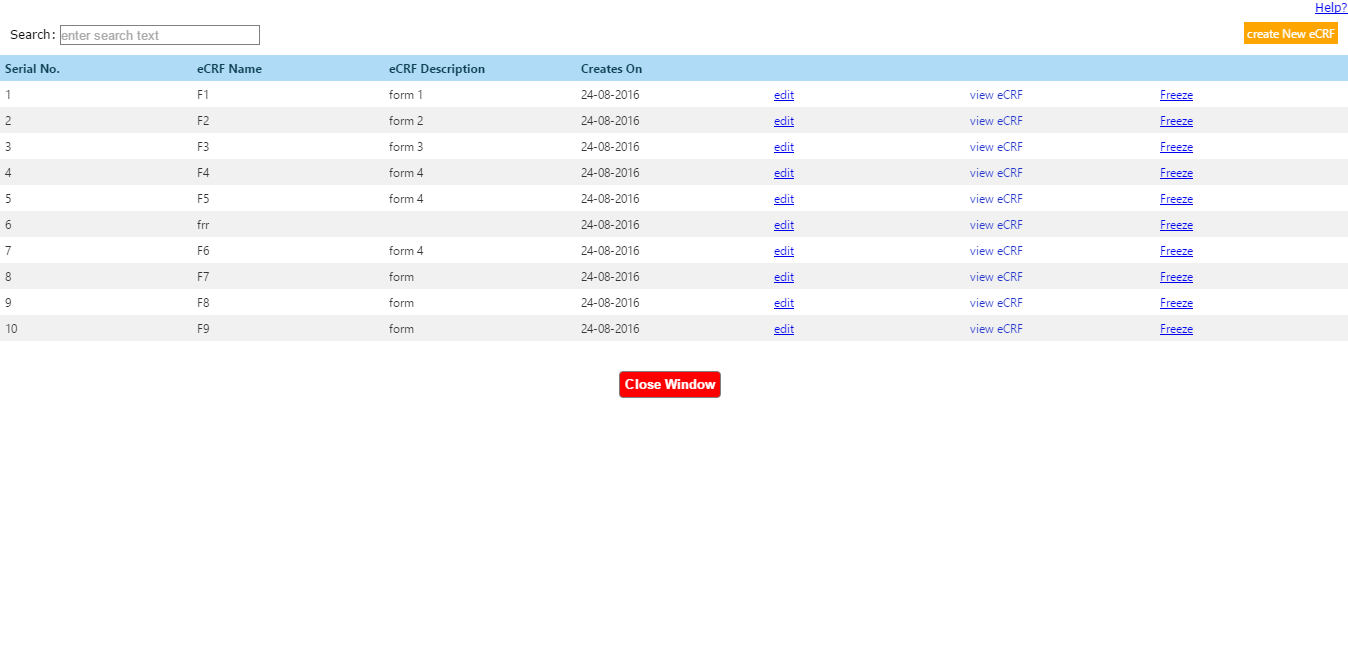 Help?
Search: enter search text create New eCRF
Serial No. eCRF Name eCRF Description Creates On
1 F1 form 1 24-08-2016 edit view eCRF Freeze
2 F2 form 2 24-08-2016 edit view eCRF Freeze
3 F3 form 3 24-08-2016 edit view eCRF Freeze
4 F4 form 4 24-08-2016 edit view eCRF Freeze
5 F5 form 4 24-08-2016 edit view eCRF Freeze
6 frr 24-08-2016 edit view eCRF Freeze
7 F6 form 4 24-08-2016 edit view eCRF Freeze
8 F7 form 24-08-2016 edit view eCRF Freeze
9 F8 form 24-08-2016 edit view eCRF Freeze
10 F9 form 24-08-2016 edit view eCRF Freeze
Close Window